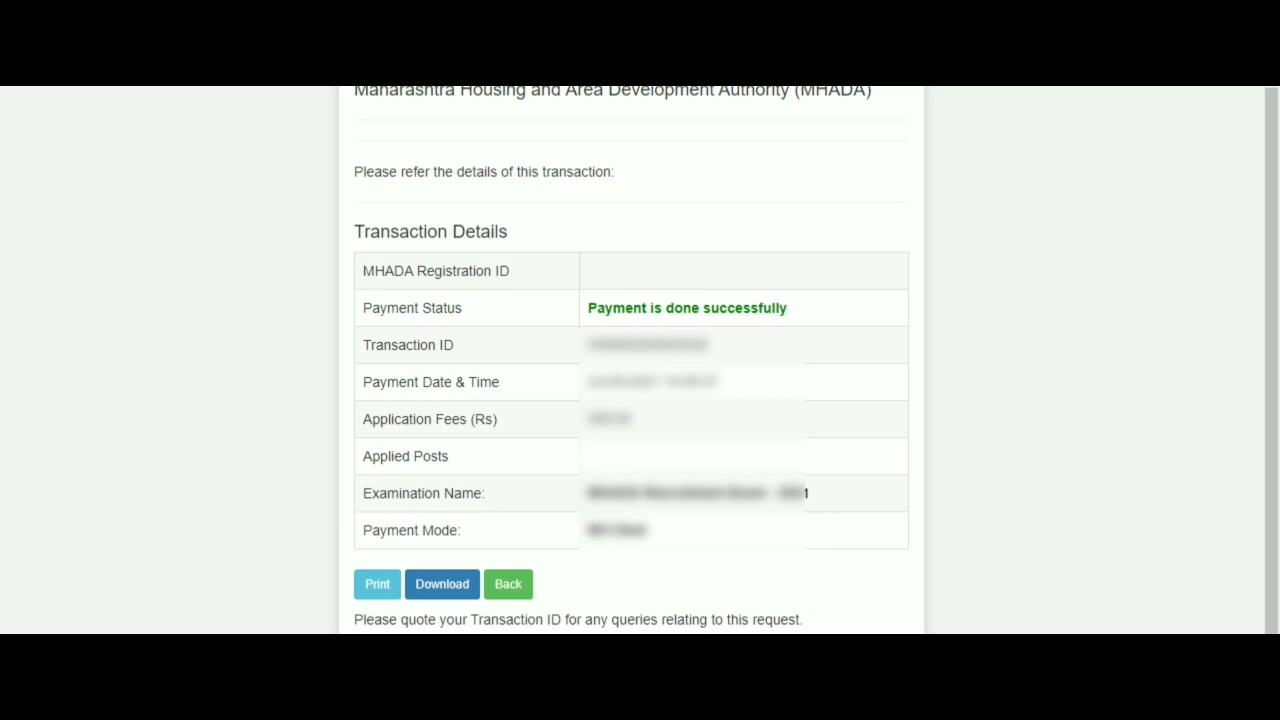 Maharashtra Housing and Area Development Authority (MHADA)
Please refer the details of this transaction:
Transaction Details
MHADA Registration ID
Payment Status Payment is done successfully
Transaction ID
Payment Date & Time
Application Fees (Rs)
Applied Posts
Examination Name:
Payment Mode:
Print Download Back
Please quote your Transaction ID for any queries relating to this request.